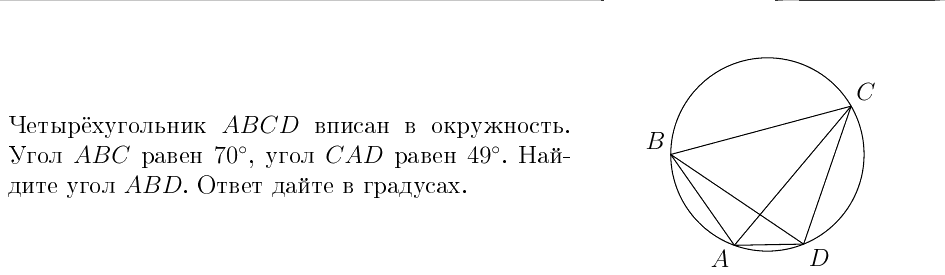 Четырёхугольник ABCD вписан в окружность.
Угол ABC равен 70°, угол CAD равен 49°. Най-
дите угол ABD. Ответ дайте в градусах.
C
B
A
D